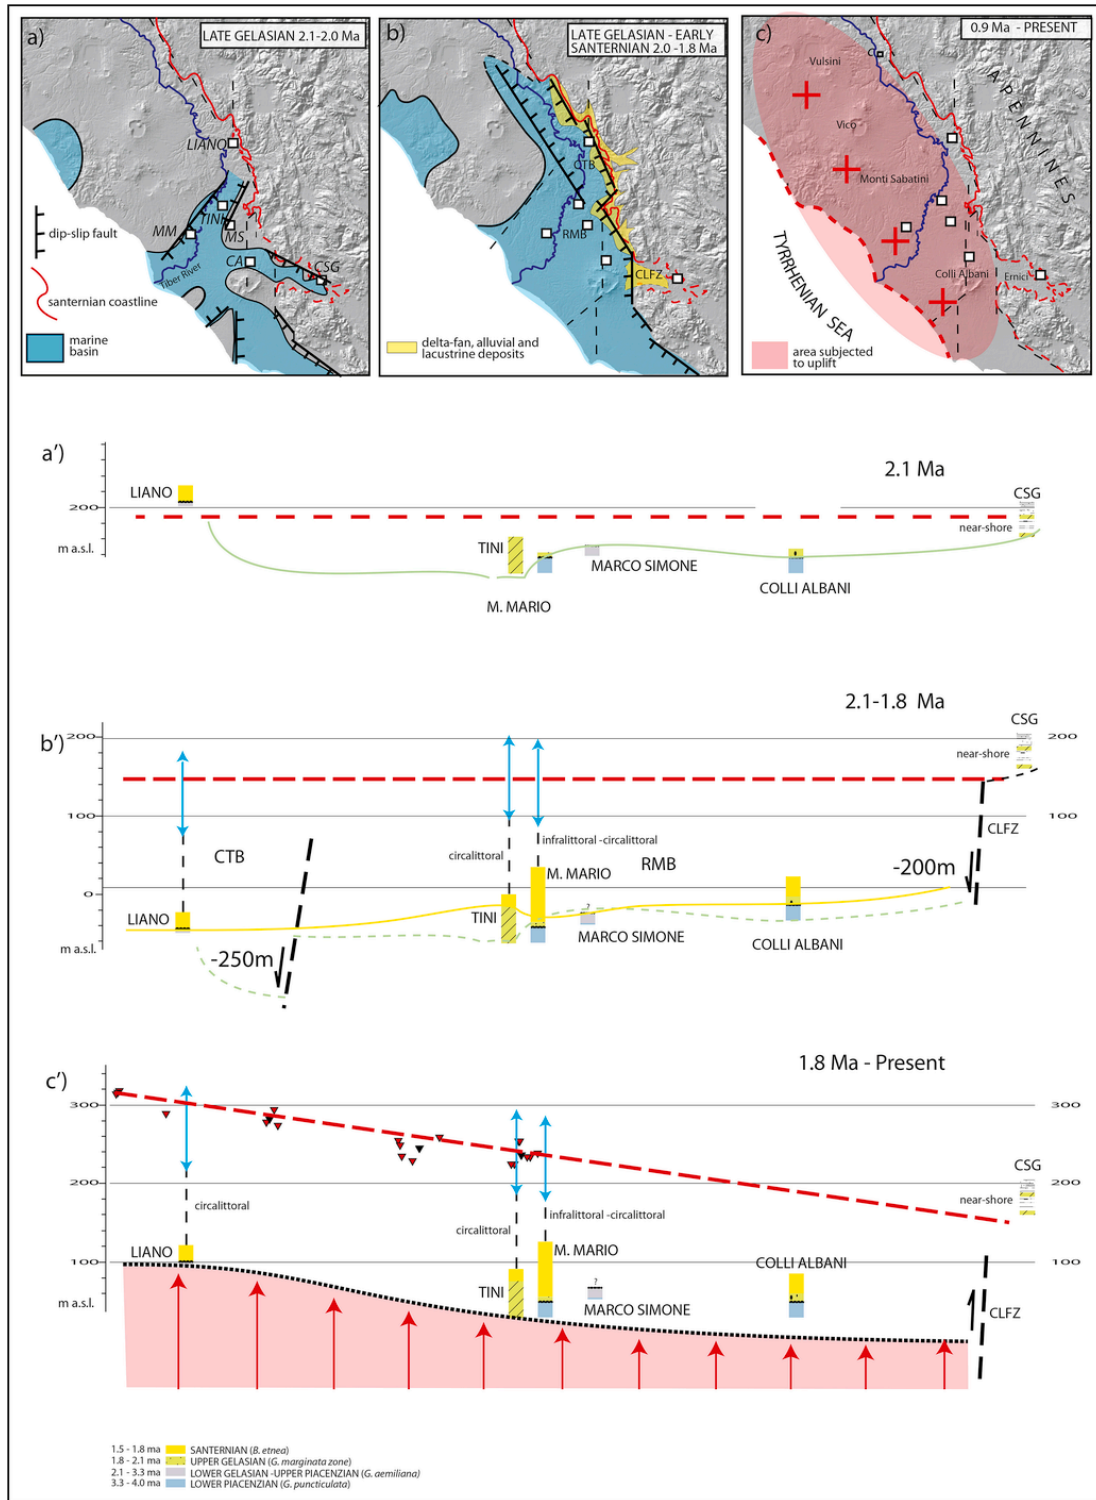 a)
LATE GELASIAN 2.1-2.0 Ma
LIANO
TINI
MM
MS
CA
CSG
Tiber River
dip-slip fault
santernian coastline
marine
basin
b)
LATE GELASIAN - EARLY
SANTERNIAN 2.0 -1.8 Ma
CTB
RMB
CLFZ
delta-fan, alluvial and
lacustrine deposits
c)
0.9 Ma - PRESENT
Vulsini
Vico
Monti Sabatini
Colli Albani
Ernici
APENNINES
TYRRHENIAN SEA
area subjected
to uplift
a')
2.1 Ma
LIANO
200
m a.s.l.
TINI
M. MARIO
MARCO SIMONE
COLLI ALBANI
CSG
near-shore
b')
2.1-1.8 Ma
200
100
0
m a.s.l.
CTB
LIANO
-250m
circalittoral
infralittoral -circalittoral
M. MARIO
RMB
TINI
?
MARCO SIMONE
COLLI ALBANI
-200m
CSG
near-shore
CLFZ
200
100
c')
1.8 Ma - Present
300
200
100
m a.s.l.
circalittoral
LIANO
circalittoral
infralittoral -circalittoral
M. MARIO
TINI
?
MARCO SIMONE
COLLI ALBANI
CSG
near-shore
CLFZ
300
200
1.5 - 1.8 ma SANTERNIAN (B. etnea)
1.8 - 2.1 ma UPPER GELASIAN (G. marginata zone)
2.1 - 3.3 ma LOWER GELASIAN -UPPER PIACENZIAN (G. aemiliana)
3.3 - 4.0 ma LOWER PIACENZIAN (G. puncticulata)